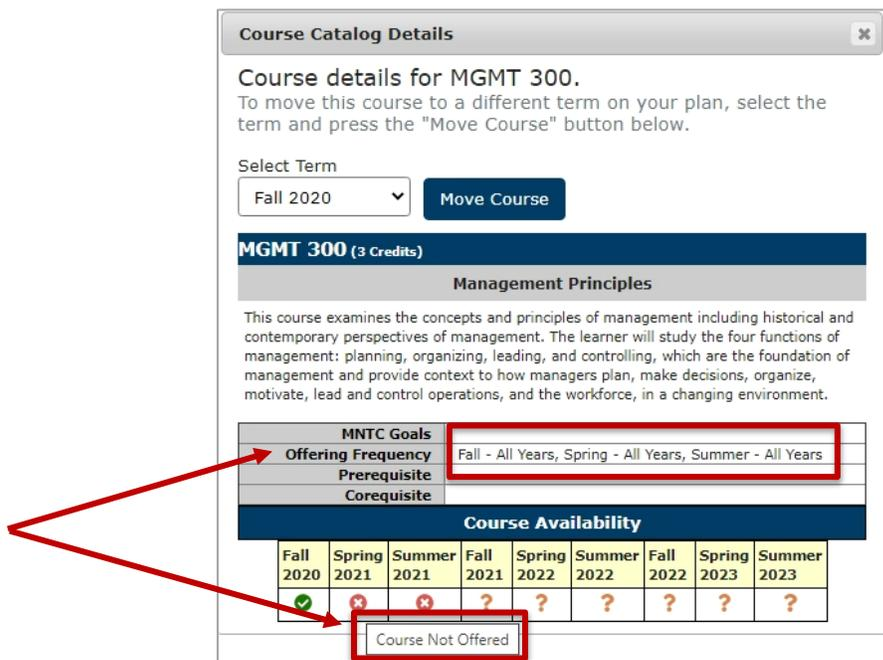 Course Catalog Details
Course details for MGMT 300.
To move this course to a different term on your plan, select the
term and press the "Move Course" button below.
Select Term
Fall 2020 Move Course
MGMT 300 (3 Credits)
Management Principles
This course examines the concepts and principles of management including historical and
contemporary perspectives of management. The learner will study the four functions of
management: planning, organizing, leading, and controlling, which are the foundation of
management and provide context to how managers plan, make decisions, organize,
motivate, lead and control operations, and the workforce, in a changing environment.
MNTC Goals
Offering Frequency Fall - All Years, Spring - All Years, Summer - All Years
Prerequisite
Corequisite
Course Availability
Fall Spring Summer Fall Spring Summer Fall Spring Summer
2020 2021 2021 2021 2022 2022 2022 2023 2023
? ? ? ? ? ?
Course Not Offered